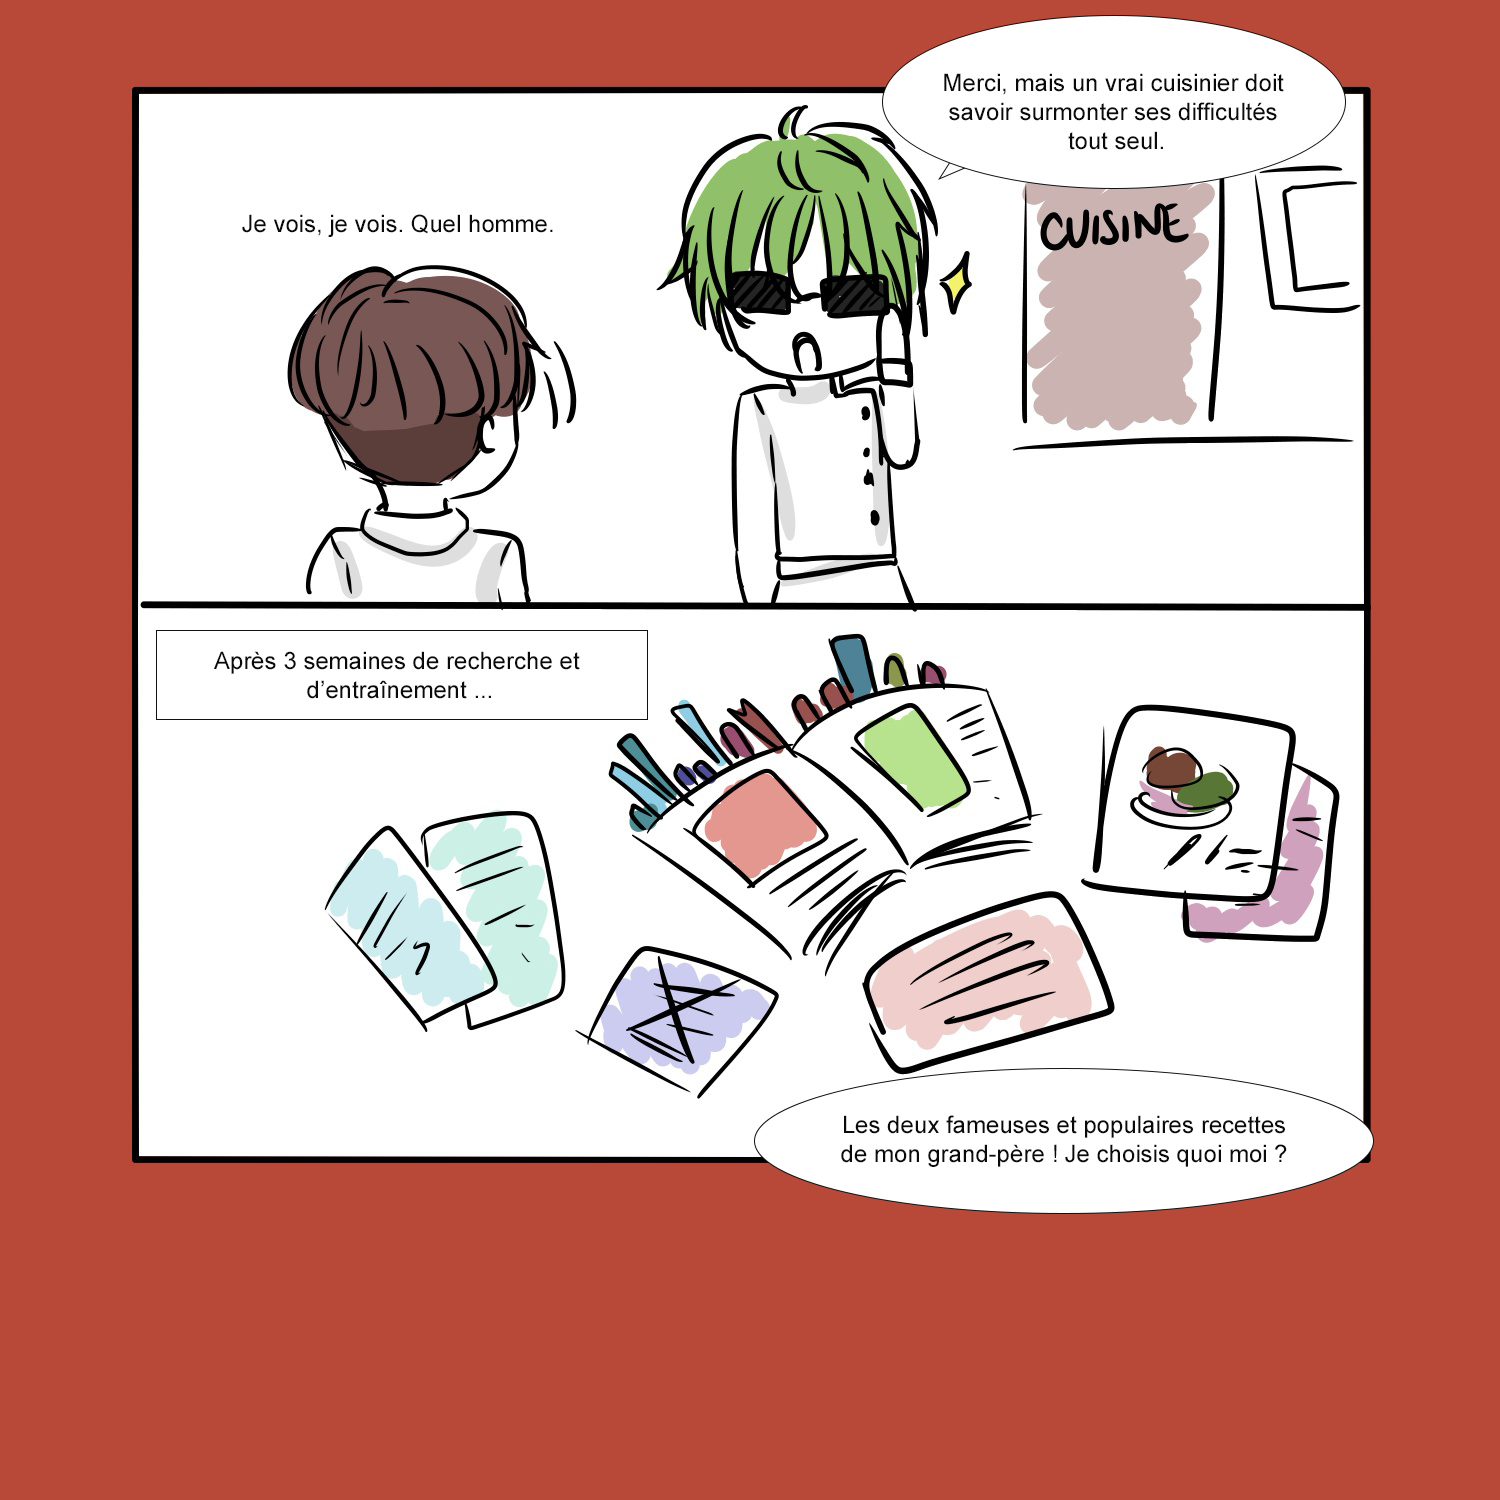 Merci, mais un vrai cuisinier doit
savoir surmonter ses difficultés
tout seul.
Je vois, je vois. Quel homme.
CUISINE
Après 3 semaines de recherche et
d’entraînement ...
Les deux fameuses et populaires recettes
de mon grand-père ! Je choisis quoi moi ?